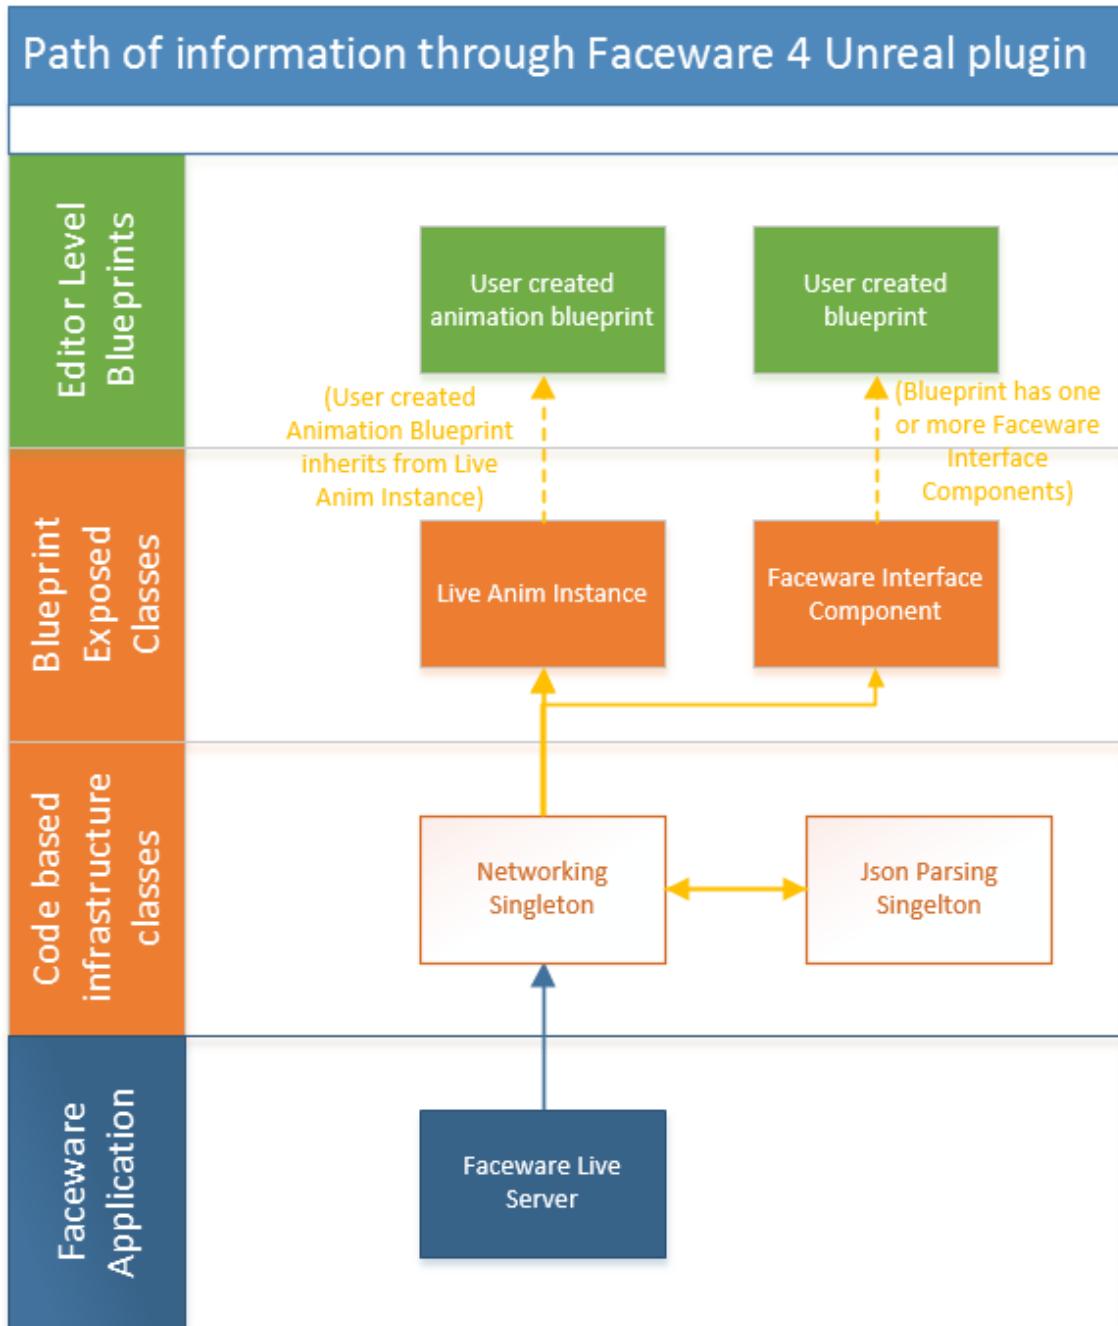 Path of information through Faceware 4 Unreal plugin
Editor Level
Blueprints
User created
animation blueprint
User created
blueprint
(User created
Animation Blueprint
inherits from Live
Anim Instance)
(Blueprint has one
or more Faceware
Interface
Components)
Blueprint
Exposed
Classes
Live Anim Instance
Faceware Interface
Component
Code based
infrastructure
classes
Networking
Singleton
Json Parsing
Singelton
Faceware
Application
Faceware Live
Server